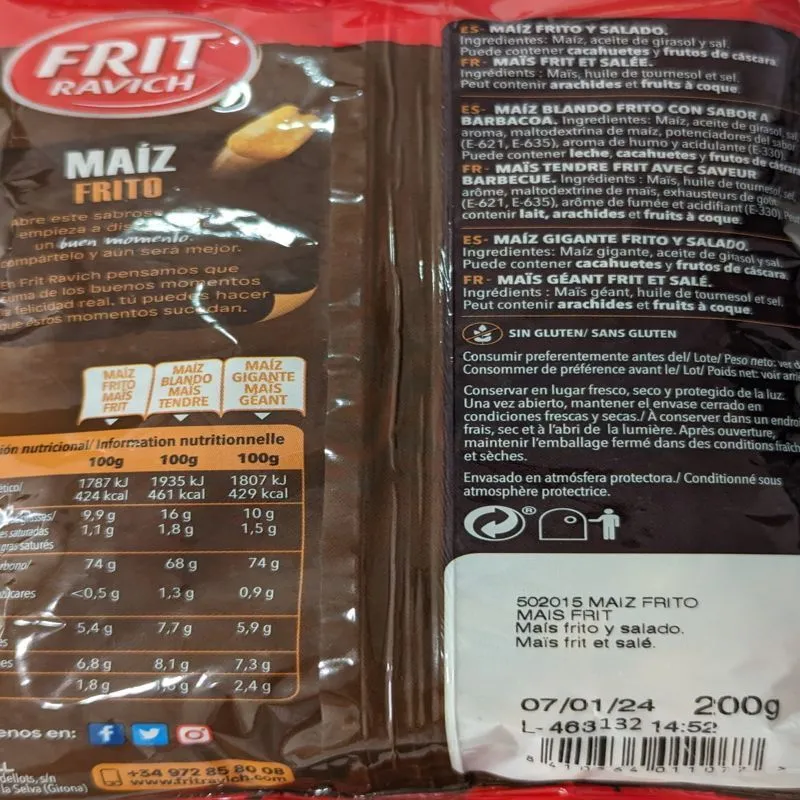 FRIT
RAVICH
MAÍZ
FRITO
Abre este
empieza a
un buen momento.
compártelo y aún será mejor.
En Frit Ravich pensamos que
de los buenos momentos
felicidad real, tú puedes hacer
que estos momentos sucedan.
MAÍZ FRITO MAÏS FRIT
MAÍZ BLANDO MAÏS TENDRE
MAÍZ GIGANTE MAÏS GÉANT
nutricional/ Information nutritionnelle
100g 100g 100g
1787 kJ 1935 kJ 1807 kJ
424 kcal 461 kcal 429 kcal
9,9 g 16 g 10 g
saturadas 1,1 g 1,8 g 1,5 g
gras saturés
74 g 68 g 74 g
<0,5 g 1,3 g 0,9 g
5,4 g 7,7 g 5,9 g
6,8 g 8,1 g 7,3 g
1,8 g 2,4 g
en:
s/n
la Selva (Girona)
+34 972 85 80 08
www.fritravich.com
ES- MAÍZ FRITO Y SALADO.
Ingredientes: Maíz, aceite de girasol y sal.
Puede contener cacahuetes y frutos de cáscara.
FR- MAÏS FRIT ET SALÉE.
Ingrédients : Maïs, huile de tournesol et sel.
Peut contenir arachides et fruits à coque.
ES- MAÍZ BLANDO FRITO CON SABOR A
BARBACOA. Ingredientes: Maíz, aceite de girasol, sal,
aroma, maltodextrina de maíz, potenciadores del sabor
(E-621, E-635), aroma de humo y acidulante (E-330).
Puede contener leche, cacahuetes y frutos de cáscara.
FR- MAÏS TENDRE FRIT AVEC SAVEUR
BARBECUE. Ingrédients : Maïs, huile de tournesol, sel,
arôme, maltodextrine de maïs, exhausteurs de goût
(E-621, E-635), arôme de fumée et acidifiant (E-330) Peut
contenir lait, arachides et fruits à coque.
ES- MAÍZ GIGANTE FRITO Y SALADO.
Ingredientes: Maíz gigante, aceite de girasol y sal.
Puede contener cacahuetes y frutos de cáscara.
FR- MAÏS GÉANT FRIT ET SALÉ.
Ingrédients : Maïs géant, huile de tournesol et sel.
Peut contenir arachides et fruits à coque.
SIN GLUTEN/ SANS GLUTEN
Consumir preferentemente antes del/ Lote/ Peso neto: ver
Consommer de préférence avant le/ Lot/ Poids net: voir
Conservar en lugar fresco, seco y protegido de la luz.
Una vez abierto, mantener el envase cerrado en
condiciones frescas y secas./ À conserver dans un endroit
frais, sec et à l'abri de la lumière. Après ouverture,
maintenir l'emballage fermé dans des conditions fraîches
et sèches.
Envasado en atmósfera protectora./ Conditionné sous
atmosphère protectrice.
502015 MAIZ FRITO
MAIS FRIT
Maís frito y salado.
Maïs frit et salé.
07/01/24 200g
L- 463132 14:52